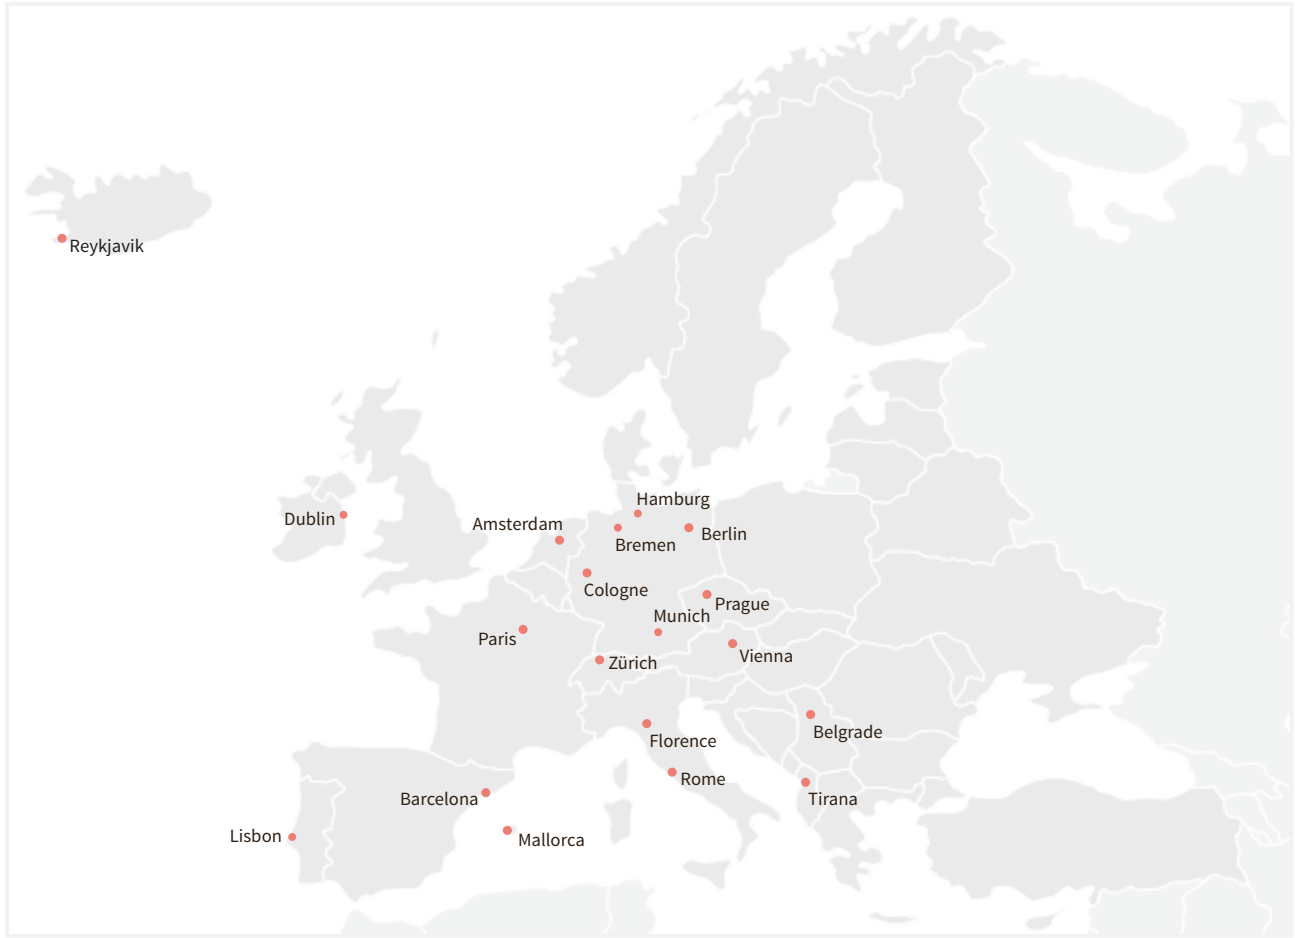 Reykjavik
Hamburg
Dublin
Amsterdam
Berlin
Bremen
Cologne
Prague
Munich
Paris
Vienna
Zürich
Belgrade
Florence
Rome
Barcelona
Tirana
Lisbon
Mallorca